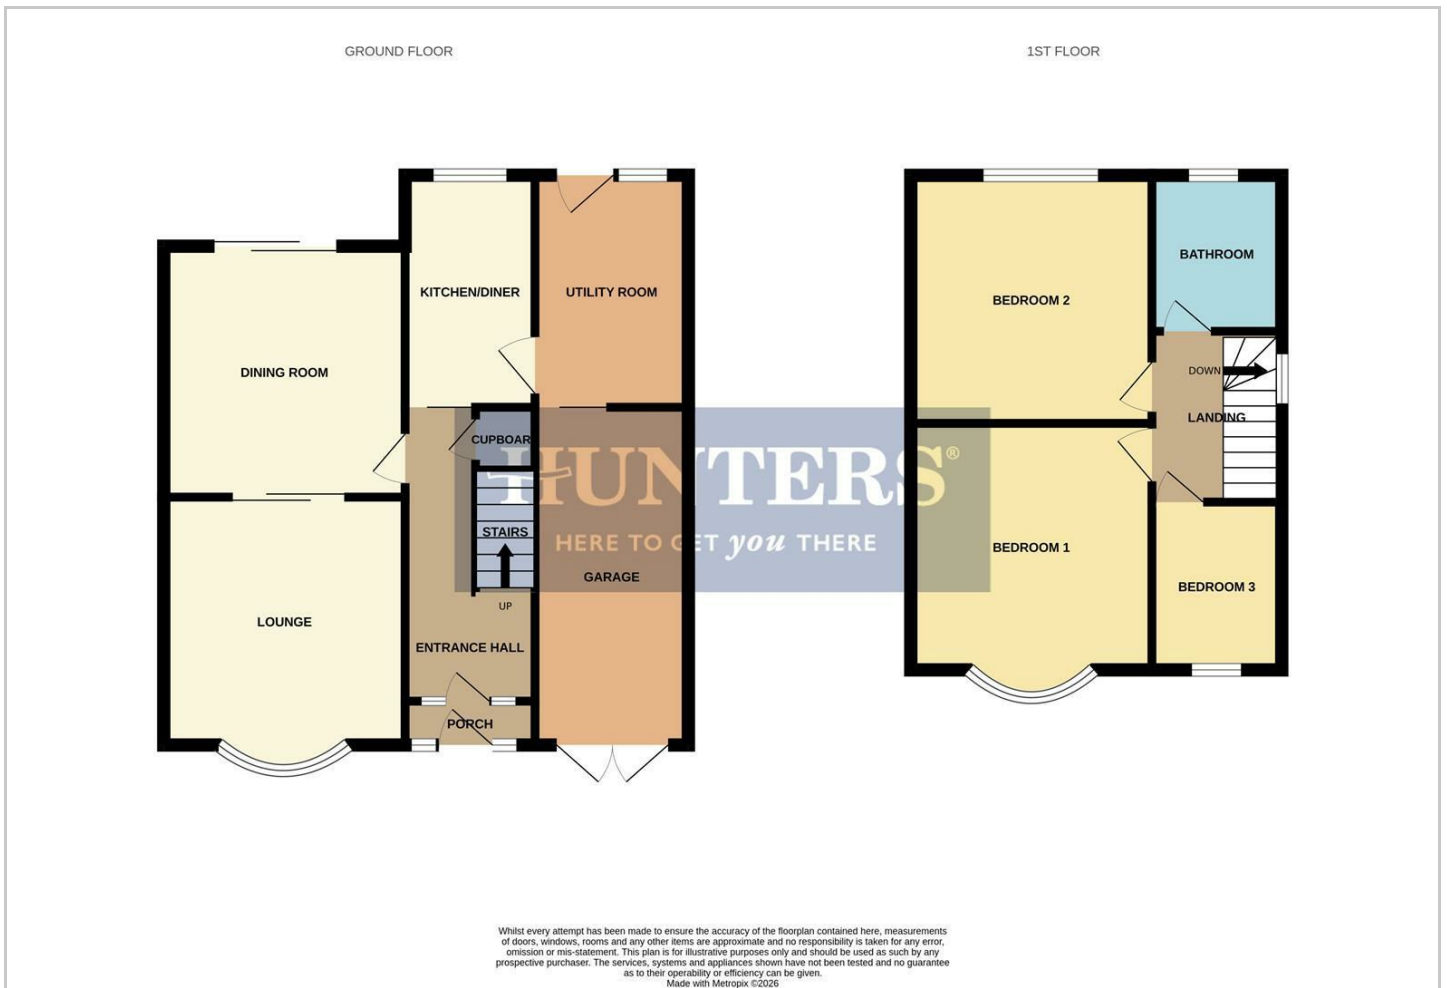 GROUND FLOOR
1ST FLOOR
KITCHEN/DINER
UTILITY ROOM
DINING ROOM
CUPBOAR
STAIRS
UP
LOUNGE
ENTRANCE HALL
PORCH
GARAGE
BEDROOM 2
BATHROOM
DOWN
LANDING
BEDROOM 1
BEDROOM 3
HUNTERS®
HERE TO GET you THERE
Whilst every attempt has been made to ensure the accuracy of the floorplan contained here, measurements
of doors, windows, rooms and any other items are approximate and no responsibility is taken for any error,
omission or mis-statement. This plan is for illustrative purposes only and should be used as such by any
prospective purchaser. The services, systems and appliances shown have not been tested and no guarantee
as to their operability or efficiency can be given.
Made with Metropix ©2026